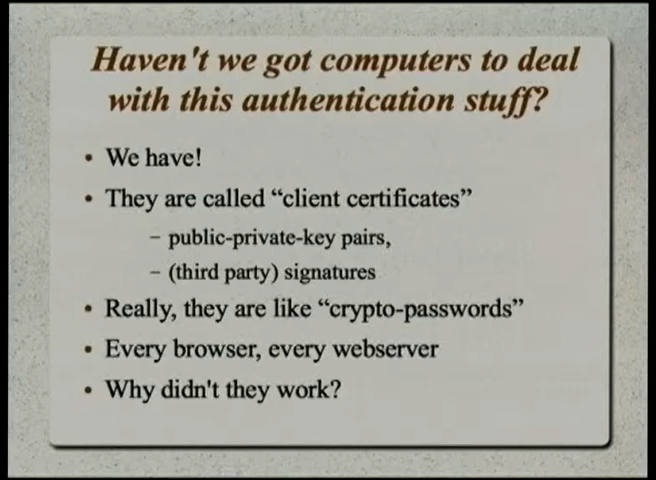 Haven't we got computers to deal
with this authentication stuff?
• We have!
• They are called “client certificates”
– public-private-key pairs,
– (third party) signatures
• Really, they are like “crypto-passwords”
• Every browser, every webserver
• Why didn't they work?